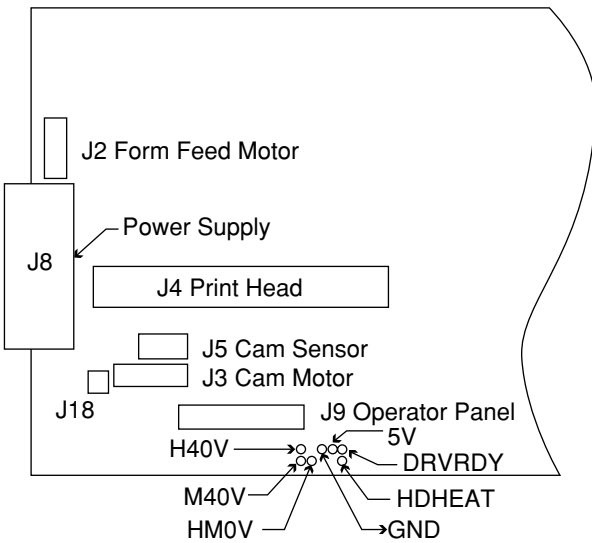 J2 Form Feed Motor
Power Supply
J8
J4 Print Head
J5 Cam Sensor
J3 Cam Motor
J18
J9 Operator Panel
5V
H40V
DRVRDY
M40V
HDHEAT
HM0V
GND